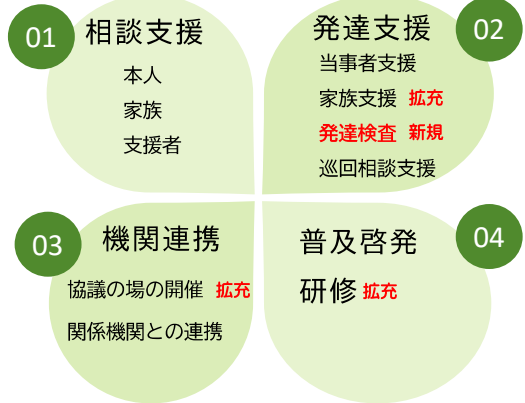 01
相談支援
本人
家族
支援者
02
発達支援
当事者支援
家族支援 拡充
発達検査 新規
巡回相談支援
03
機関連携
協議の場の開催 拡充
関係機関との連携
04
普及啓発
研修 拡充